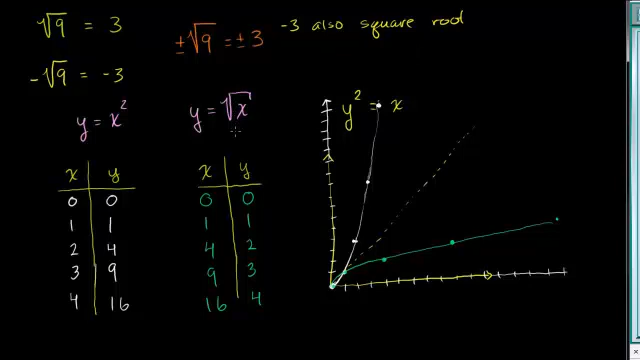 √9 = 3
±√9 = ±3
-3 also square root
-√9 = -3
y = x²
y = √x
y² = x
x y
0 0
1 1
2 4
3 9
4 16
x y
0 0
1 1
4 2
9 3
16 4